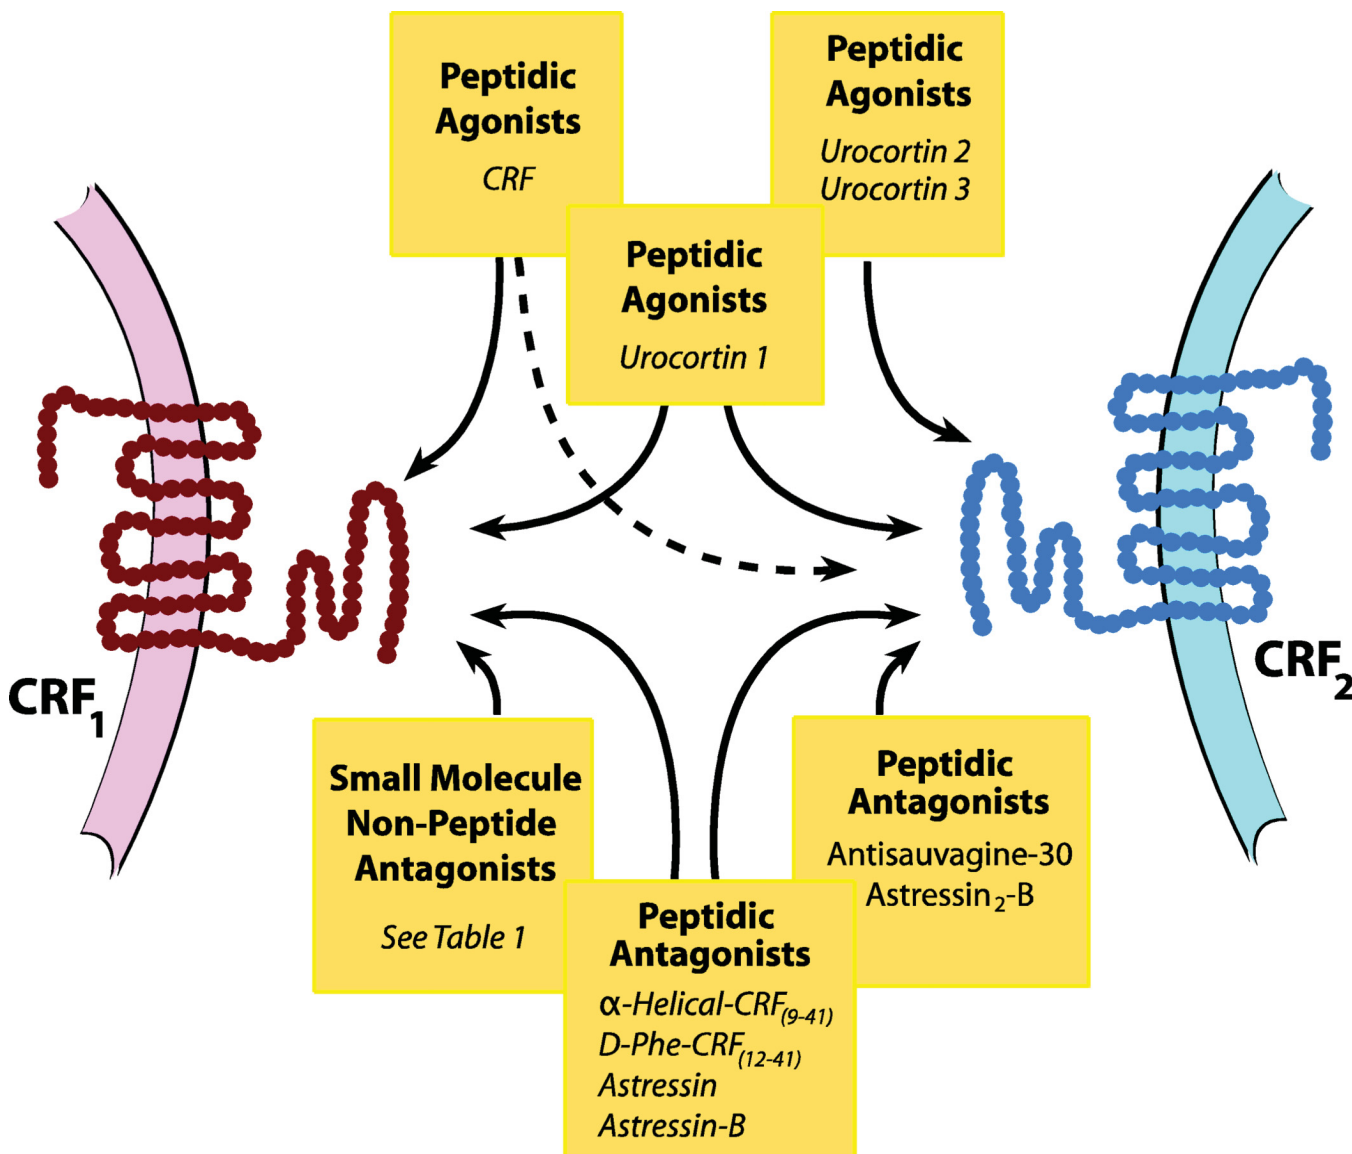 Peptidic
Agonists
CRF
Peptidic
Agonists
Urocortin 2
Urocortin 3
Peptidic
Agonists
Urocortin 1
CRF1
CRF2
Small Molecule
Non-Peptide
Antagonists
See Table 1
Peptidic
Antagonists
α-Helical-CRF(9-41)
D-Phe-CRF(12-41)
Astressin
Astressin-B
Peptidic
Antagonists
Antisauvagine-30
Astressin2-B